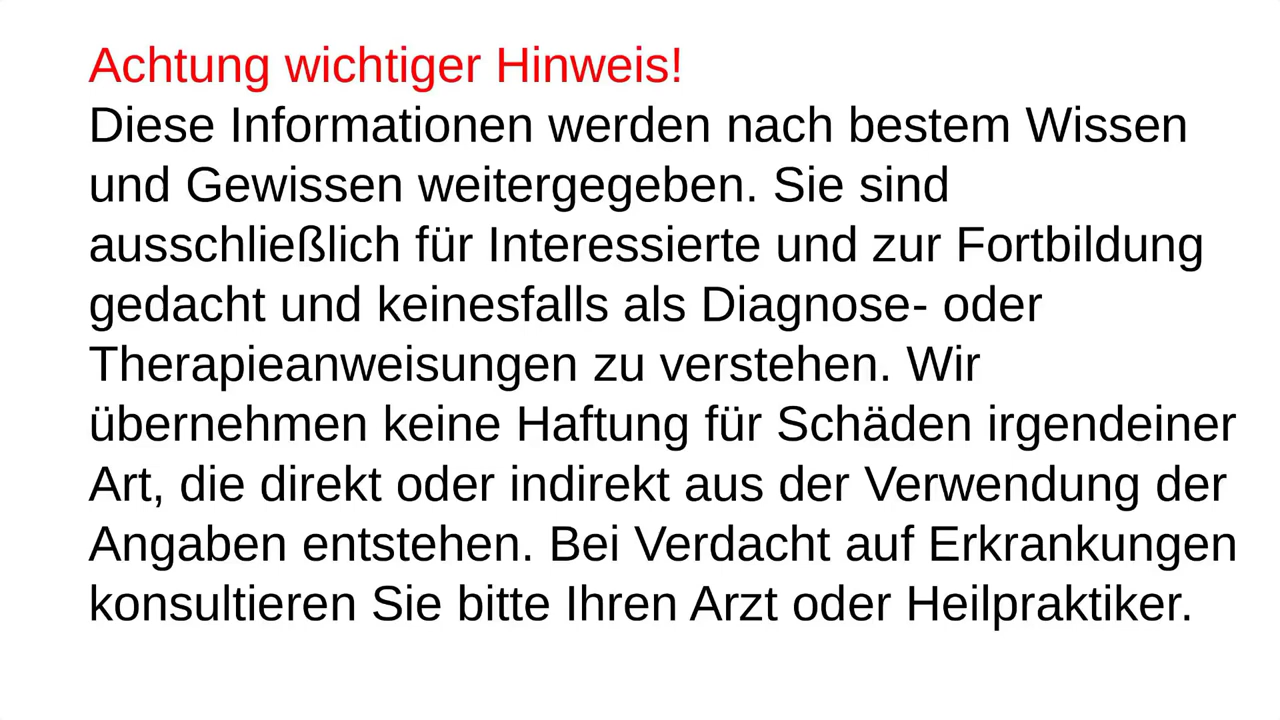 Achtung wichtiger Hinweis!
Diese Informationen werden nach bestem Wissen
und Gewissen weitergegeben. Sie sind
ausschließlich für Interessierte und zur Fortbildung
gedacht und keinesfalls als Diagnose- oder
Therapieanweisungen zu verstehen. Wir
übernehmen keine Haftung für Schäden irgendeiner
Art, die direkt oder indirekt aus der Verwendung der
Angaben entstehen. Bei Verdacht auf Erkrankungen
konsultieren Sie bitte Ihren Arzt oder Heilpraktiker.